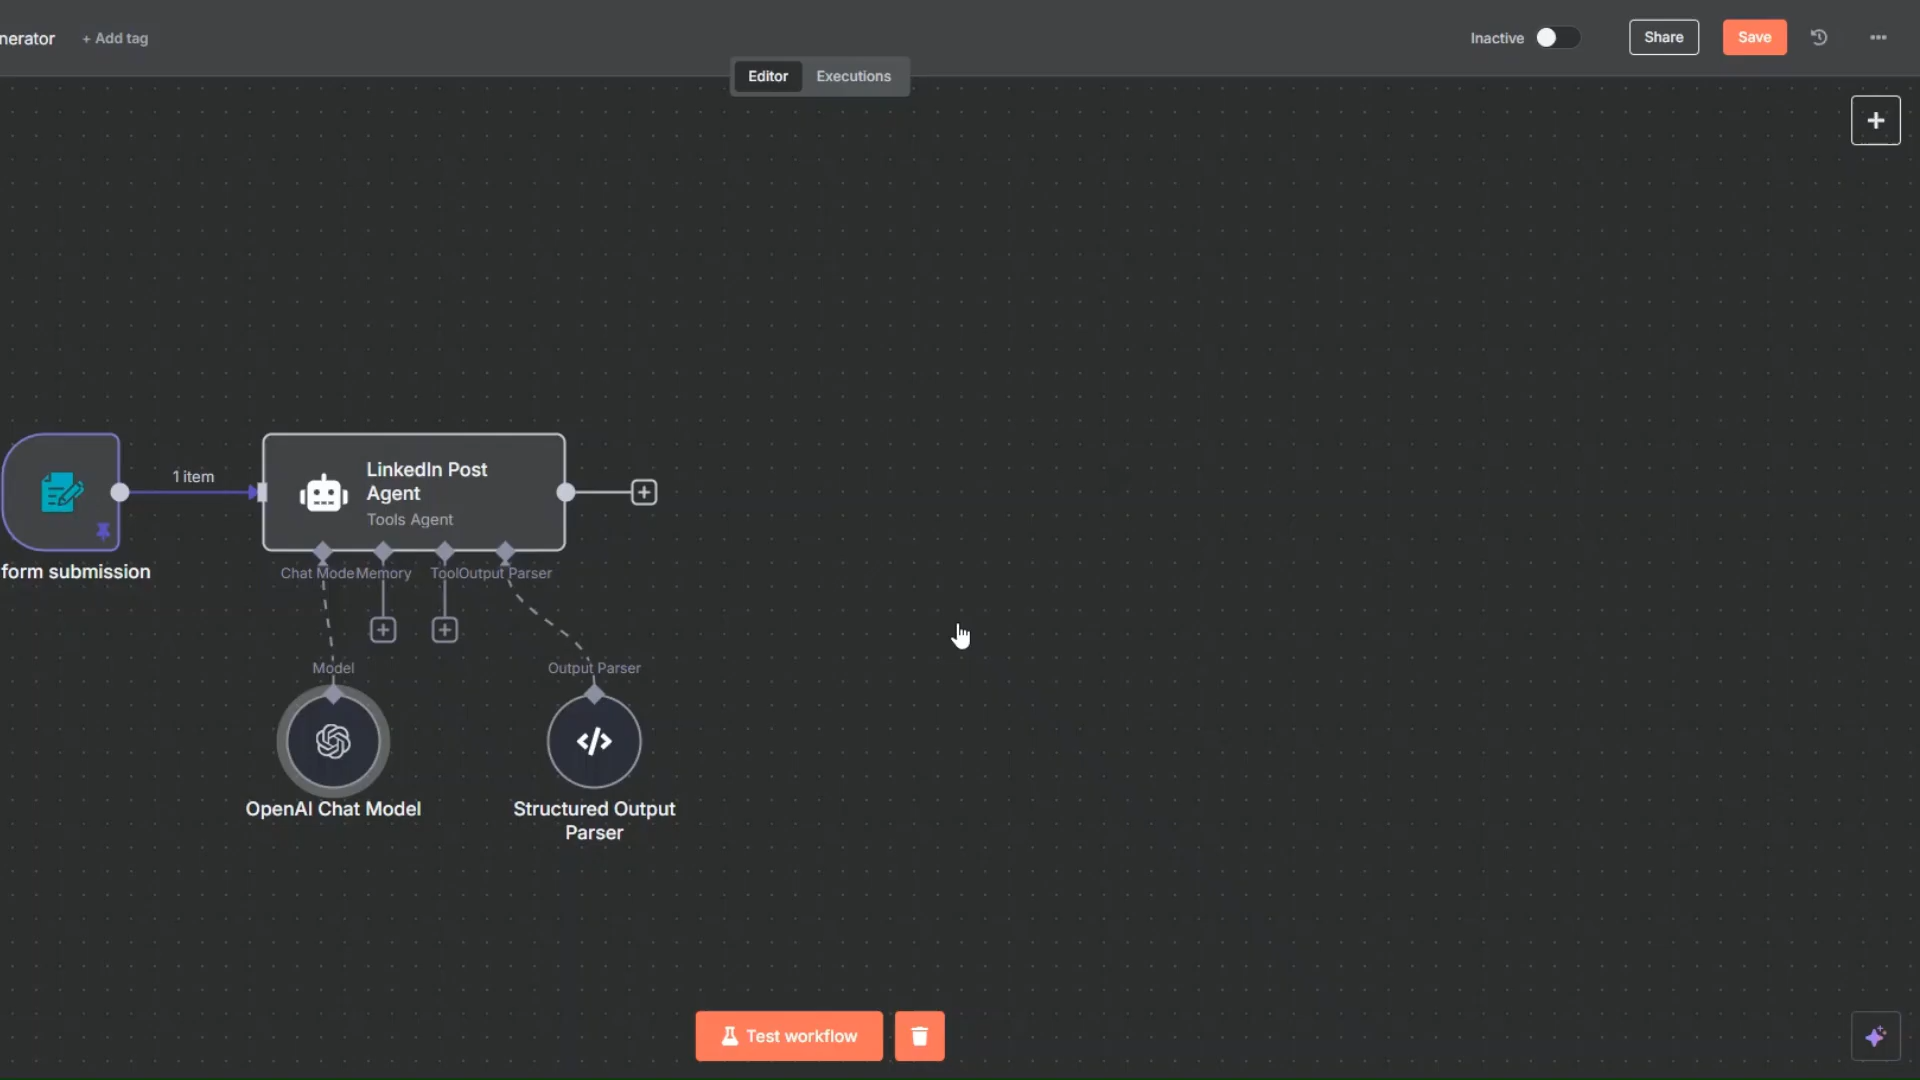 nerator
+ Add tag
Inactive
Share
Save
Editor
Executions
1 item
LinkedIn Post
Agent
Tools Agent
form submission
Chat Mode
Memory
Tool
Output Parser
Model
Output Parser
OpenAI Chat Model
Structured Output
Parser
Test workflow